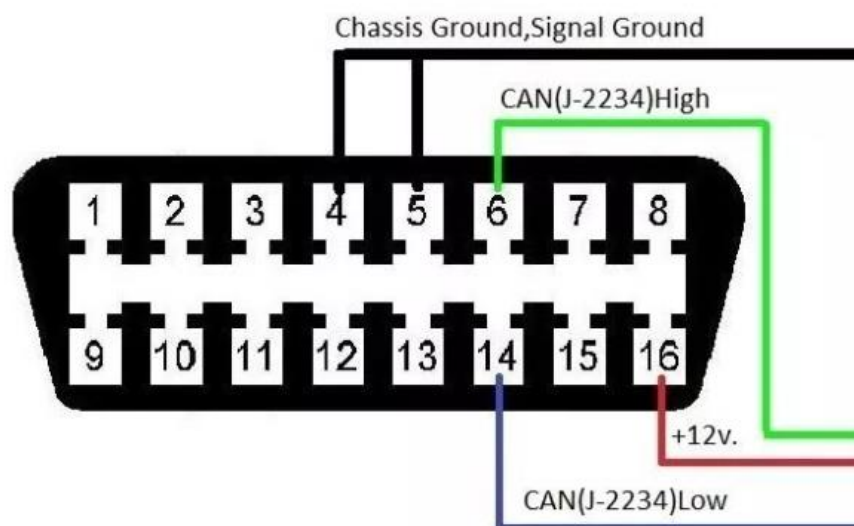 Chassis Ground,Signal Ground
CAN(J-2234)High
1 2 3 4 5 6 7 8
9 10 11 12 13 14 15 16
+12v.
CAN(J-2234)Low